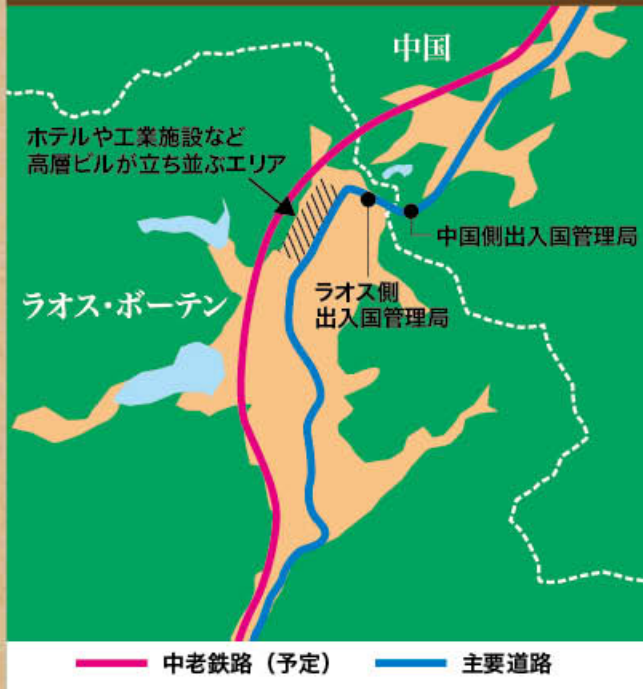 中国
ホテルや工業施設など
高層ビルが立ち並ぶエリア
中国側出入国管理局
ラオス・ボーテン
ラオス側
出入国管理局
中老鉄路（予定）
主要道路